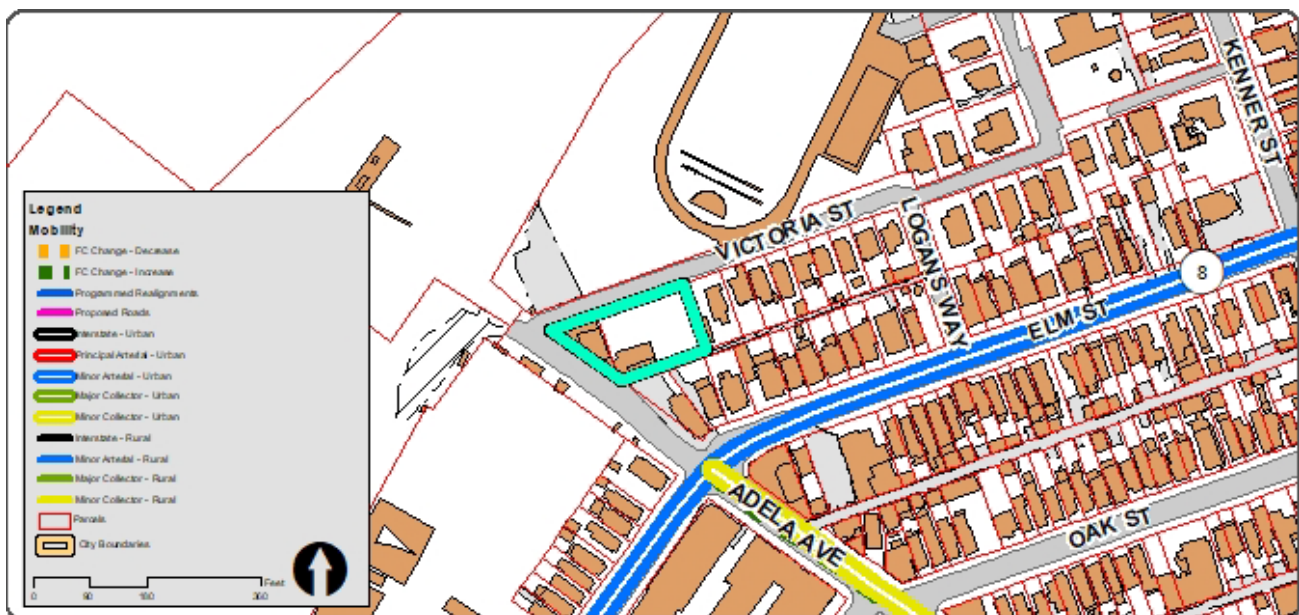 KENNER ST
VICTORIA ST
LOGANS WAY
8
ELM ST
ADELA AVE
OAK ST
Legend
Mobility
FC Change - Decrease
FC Change - Increase
Programmed Realignments
Proposed Roads
Interstate - Urban
Principal Arterial - Urban
Minor Arterial - Urban
Major Collector - Urban
Minor Collector - Urban
Interstate - Rural
Minor Arterial - Rural
Major Collector - Rural
Minor Collector - Rural
Parcels
City Boundaries
Feet
0 90 180 360